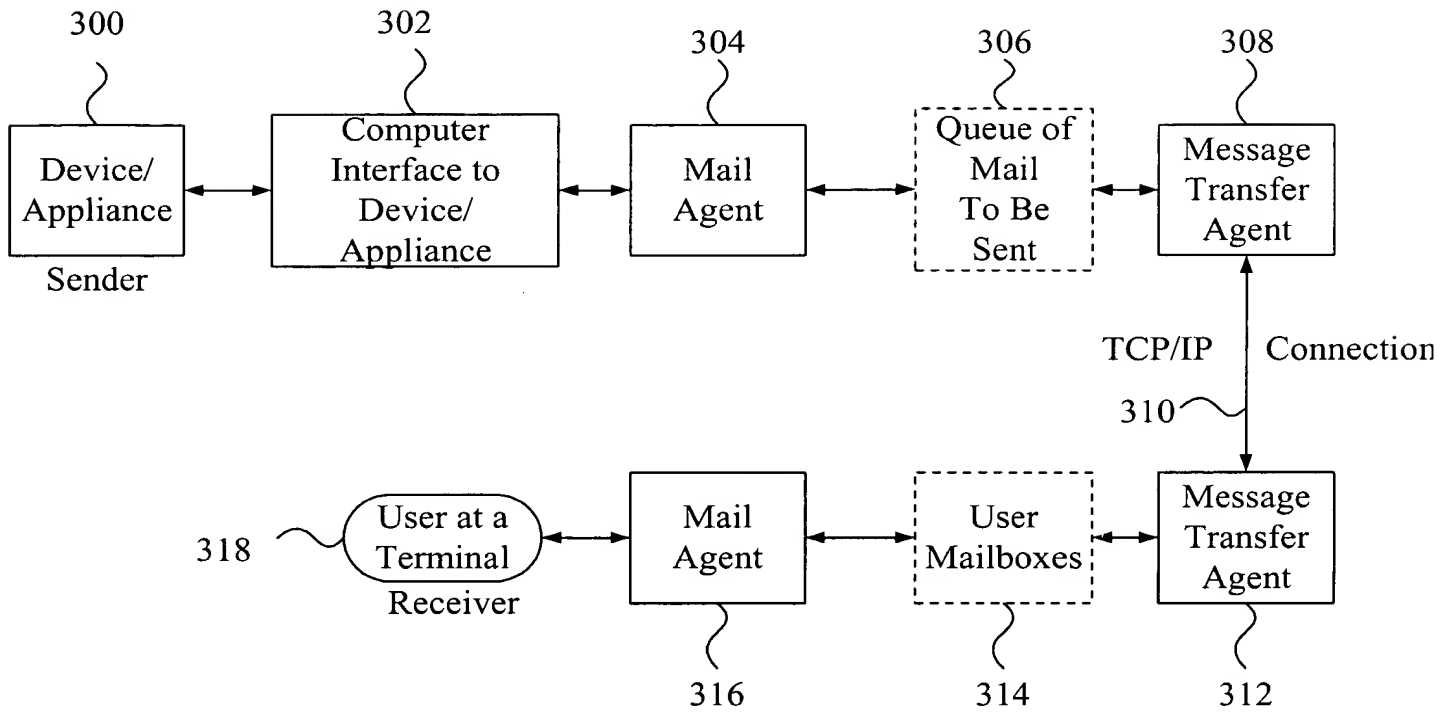 300
302
304
306
308
Device/
Appliance
Sender
Computer
Interface to
Device/
Appliance
Mail
Agent
Queue of
Mail
To Be
Sent
Message
Transfer
Agent
TCP/IP Connection
310
318
User at a
Terminal
Receiver
Mail
Agent
User
Mailboxes
Message
Transfer
Agent
316
314
312